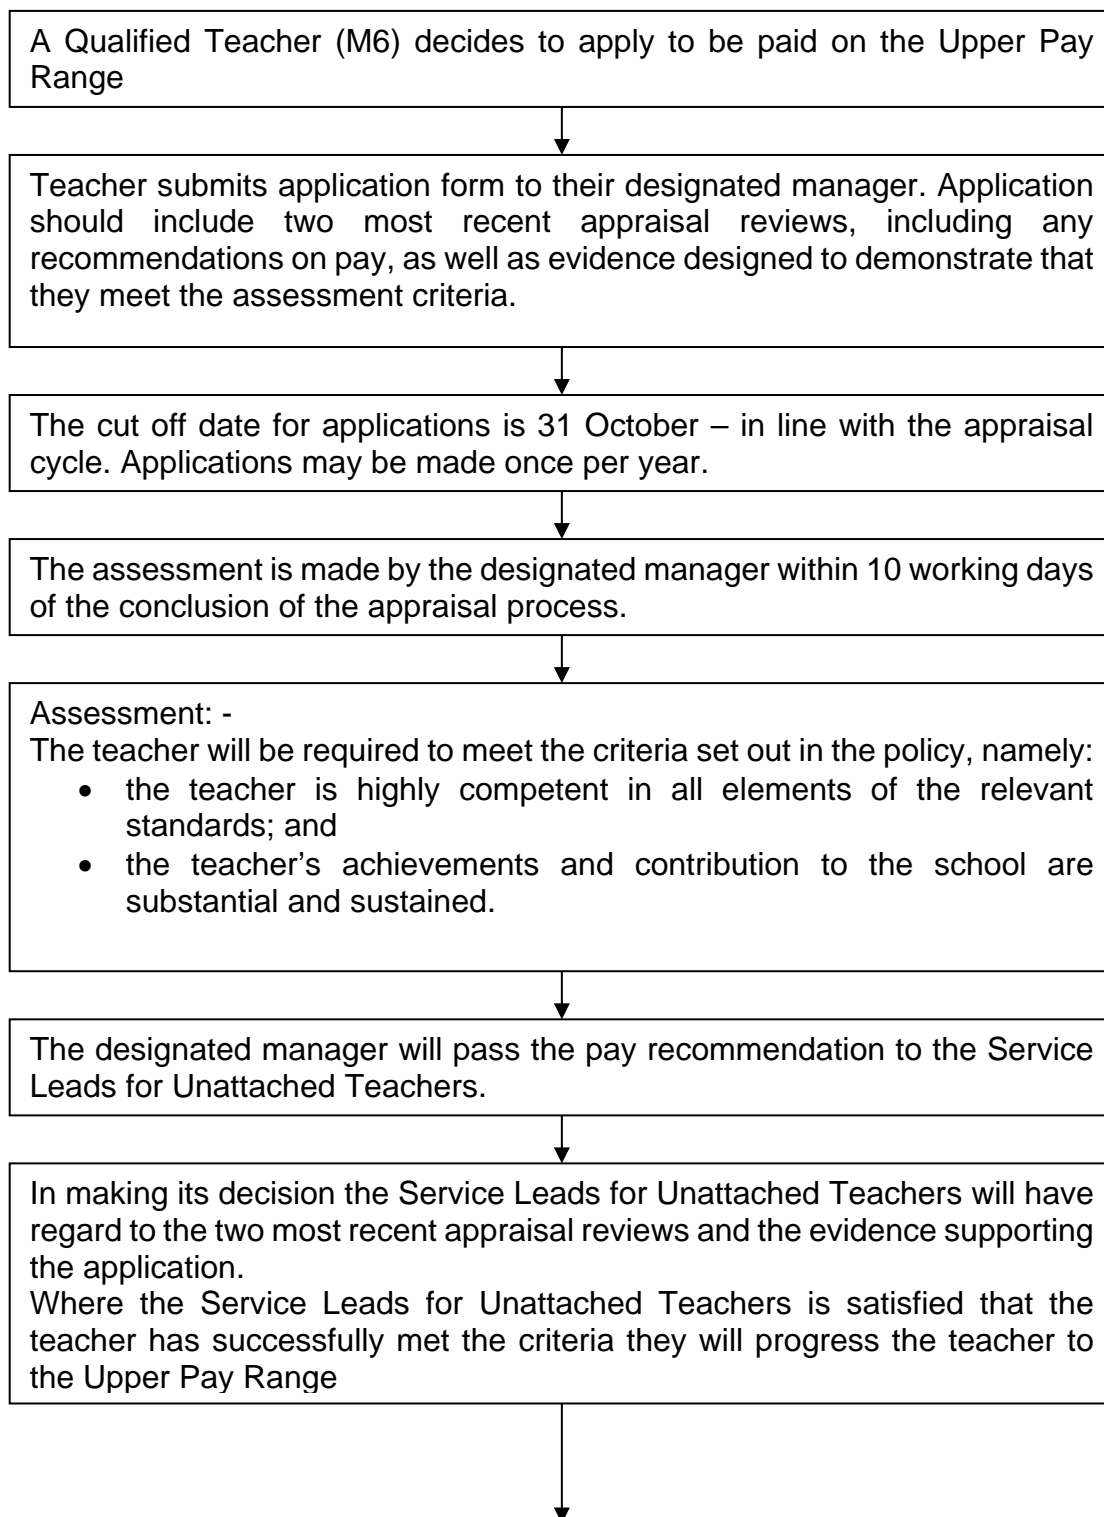 A Qualified Teacher (M6) decides to apply to be paid on the Upper Pay
Range
Teacher submits application form to their designated manager. Application
should include two most recent appraisal reviews, including any
recommendations on pay, as well as evidence designed to demonstrate that
they meet the assessment criteria.
The cut off date for applications is 31 October – in line with the appraisal
cycle. Applications may be made once per year.
The assessment is made by the designated manager within 10 working days
of the conclusion of the appraisal process.
Assessment: -
The teacher will be required to meet the criteria set out in the policy, namely:
• the teacher is highly competent in all elements of the relevant
standards; and
• the teacher’s achievements and contribution to the school are
substantial and sustained.
The designated manager will pass the pay recommendation to the Service
Leads for Unattached Teachers.
In making its decision the Service Leads for Unattached Teachers will have
regard to the two most recent appraisal reviews and the evidence supporting
the application.
Where the Service Leads for Unattached Teachers is satisfied that the
teacher has successfully met the criteria they will progress the teacher to
the Upper Pay Range